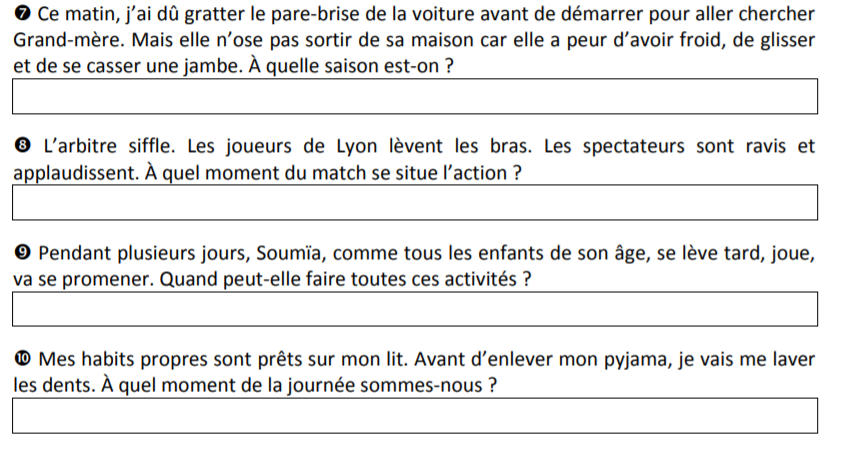 ❼ Ce matin, j’ai dû gratter le pare-brise de la voiture avant de démarrer pour aller chercher
Grand-mère. Mais elle n’ose pas sortir de sa maison car elle a peur d’avoir froid, de glisser
et de se casser une jambe. À quelle saison est-on ?
❽ L’arbitre siffle. Les joueurs de Lyon lèvent les bras. Les spectateurs sont ravis et
applaudissent. À quel moment du match se situe l’action ?
❾ Pendant plusieurs jours, Soumïa, comme tous les enfants de son âge, se lève tard, joue,
va se promener. Quand peut-elle faire toutes ces activités ?
❿ Mes habits propres sont prêts sur mon lit. Avant d’enlever mon pyjama, je vais me laver
les dents. À quel moment de la journée sommes-nous ?